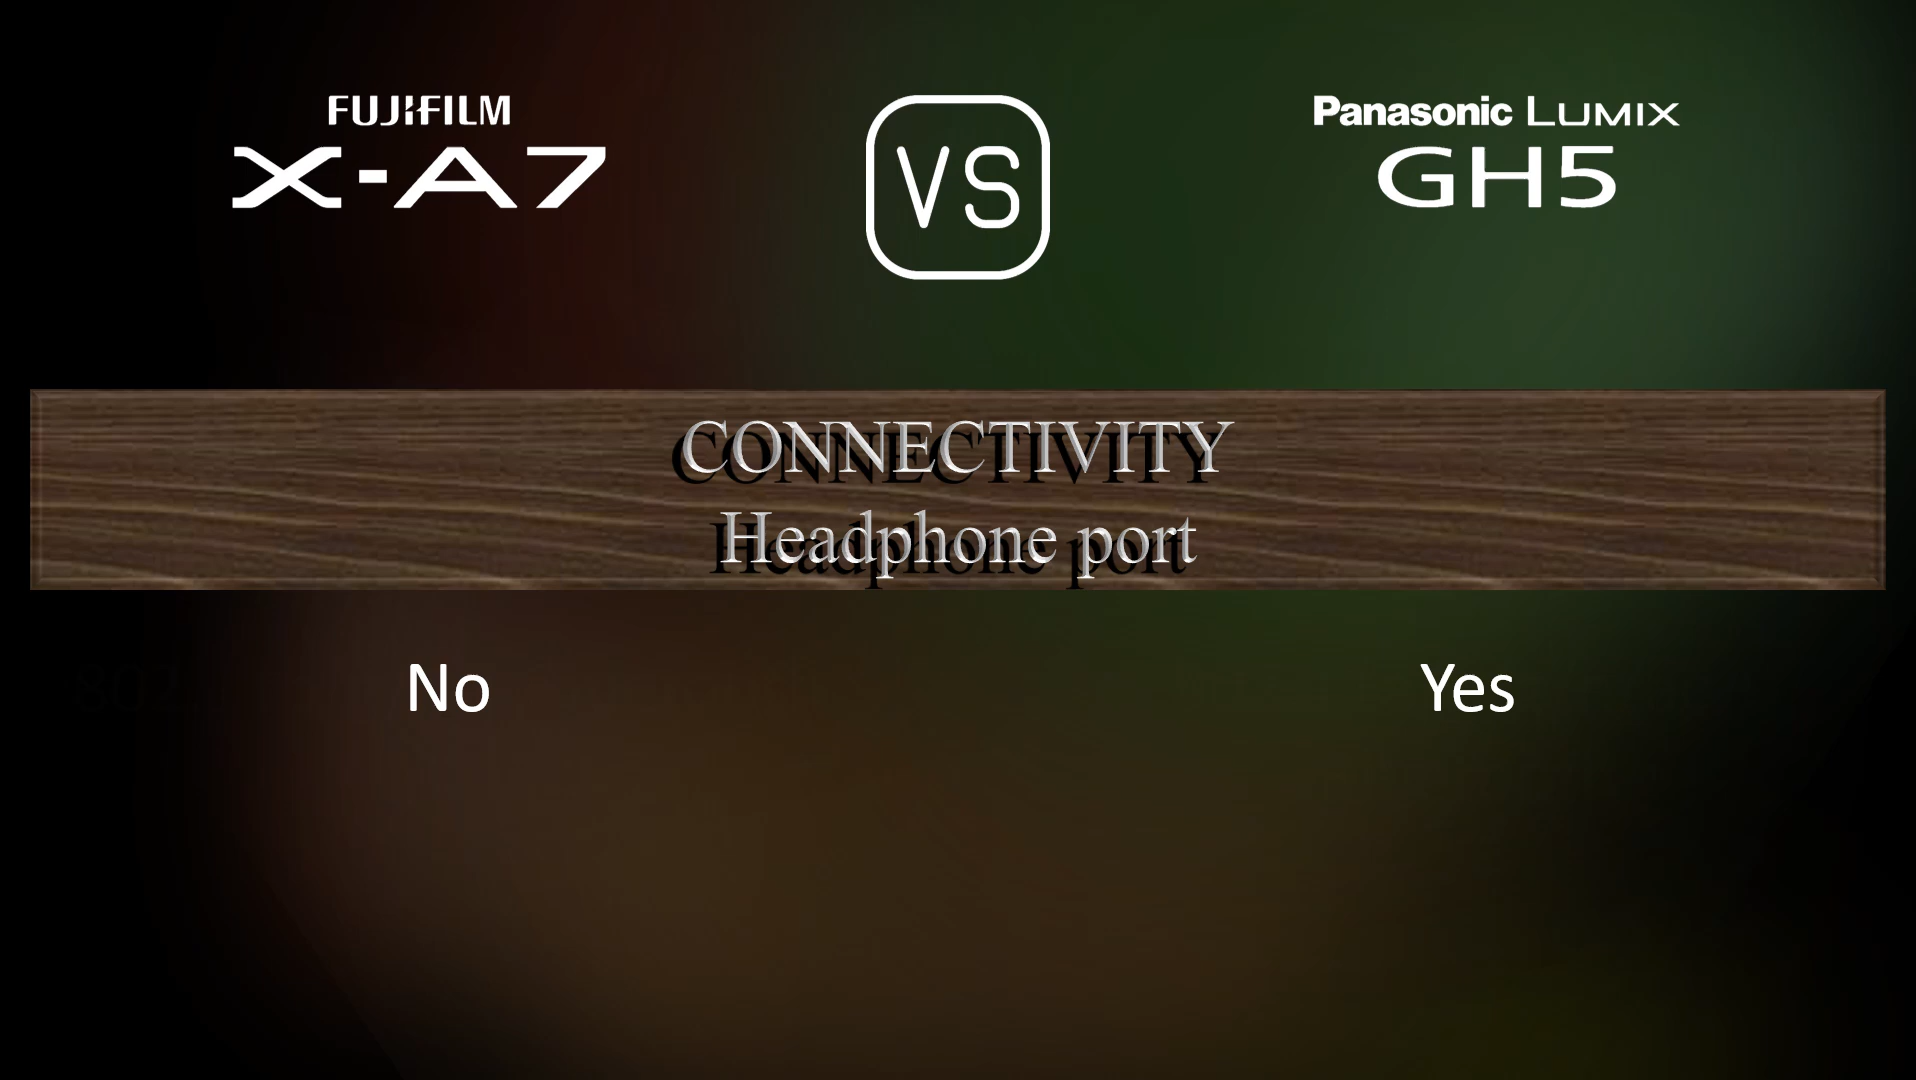 FUJIFILM
X-A7
VS
Panasonic LUMIX
GH5
CONNECTIVITY
Headphone port
No
Yes